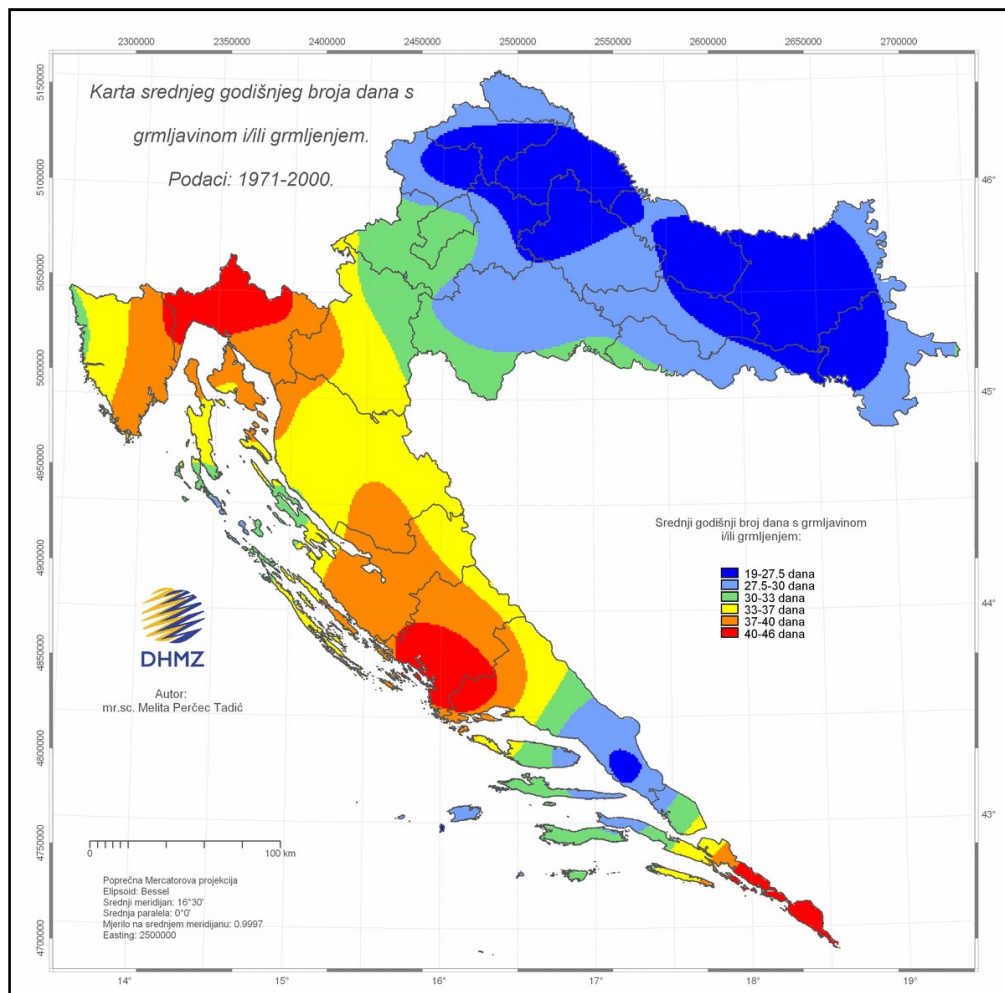 2300000 2350000 2400000 2450000 2500000 2550000 2600000 2650000 2700000
Karta srednjeg godišnjeg broja dana s
grmljavinom i/ili grmljenjem.
Podaci: 1971-2000.
5150000
5100000
5050000
5000000
4950000
4900000
4850000
4800000
4750000
4700000
46°
45°
44°
43°
Srednji godišnji broj dana s grmljavinom
i/ili grmljenjem:
19-27.5 dana
27.5-30 dana
30-33 dana
33-37 dana
37-40 dana
40-46 dana
DHMZ
Autor:
mr.sc. Melita Perčec Tadić
0 100 km
Poprečna Mercatorova projekcija
Elipsoid: Bessel
Srednji meridijan: 16°30'
Srednja paralela: 0°0'
Mjerilo na srednjem meridijanu: 0.9997
Easting: 2500000
14° 15° 16° 17° 18° 19°